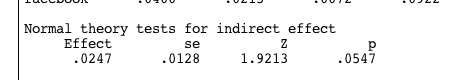 Normal theory tests for indirect effect
Effect se Z p
.0247 .0128 1.9213 .0547